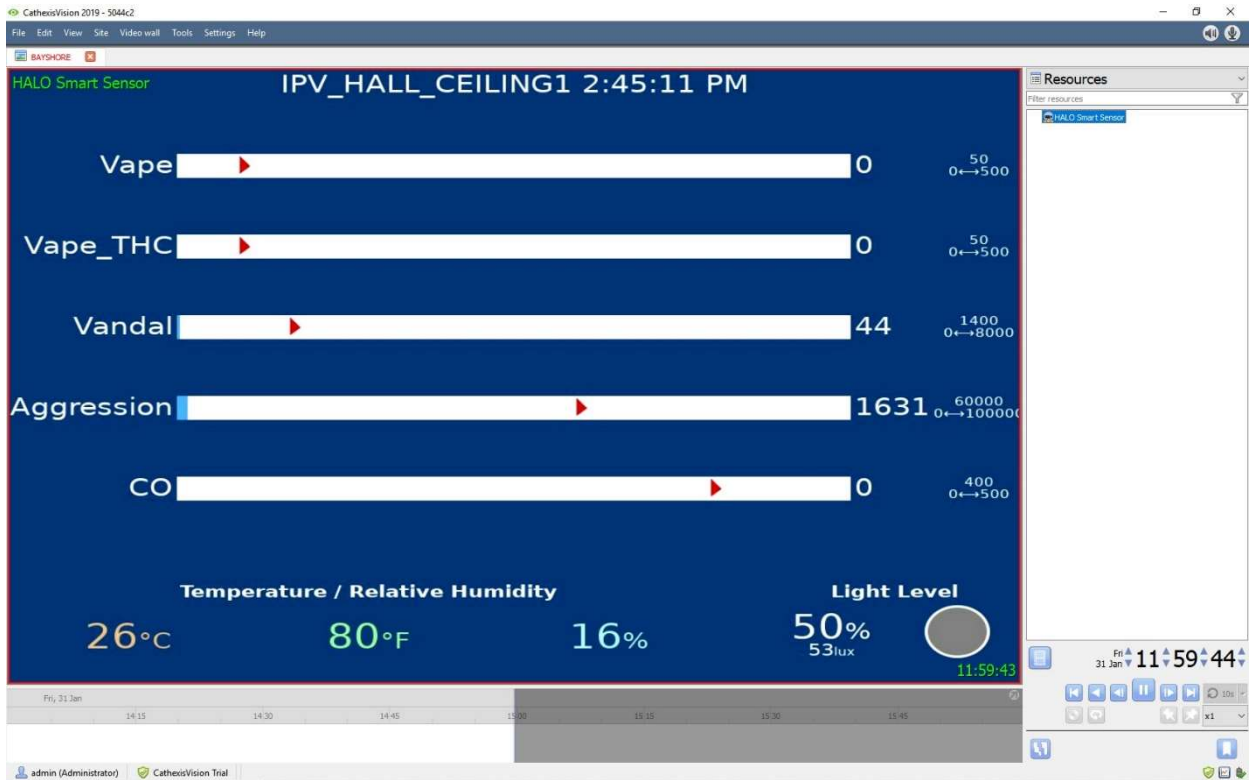 CathexisVision 2019 - 5044c2
File Edit View Site Video wall Tools Settings Help
BAYSHORE
HALO Smart Sensor
IPV_HALL_CEILING1 2:45:11 PM
Vape 0 50
0↔500
Vape_THC 0 50
0↔500
Vandal 44 1400
0↔8000
Aggression 1631 60000
0↔100000
CO 0 400
0↔500
Temperature / Relative Humidity
Light Level
26°C 80°F 16% 50%
53lux
11:59:43
Resources
Filter resources
HALO Smart Sensor
Fri
31 Jan 11 59 44
10s
x1
Fri, 31 Jan
14:15 14:30 14:45 15:00 15:15 15:30 15:45
admin (Administrator) CathexisVision Trial